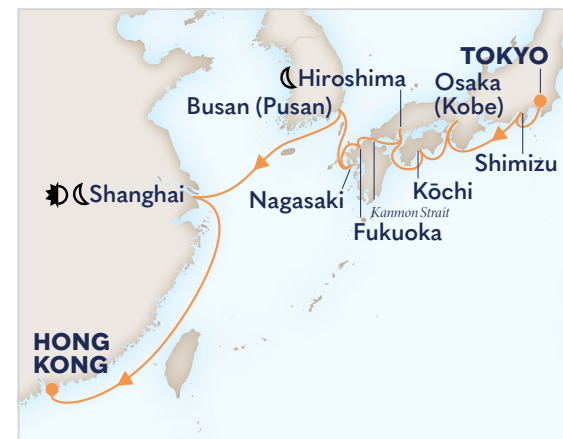 TOKYO
Hiroshima
Osaka
(Kobe)
Busan (Pusan)
Shimizu
Shanghai
Kōchi
Nagasaki
Kanmon Strait
Fukuoka
HONG
KONG